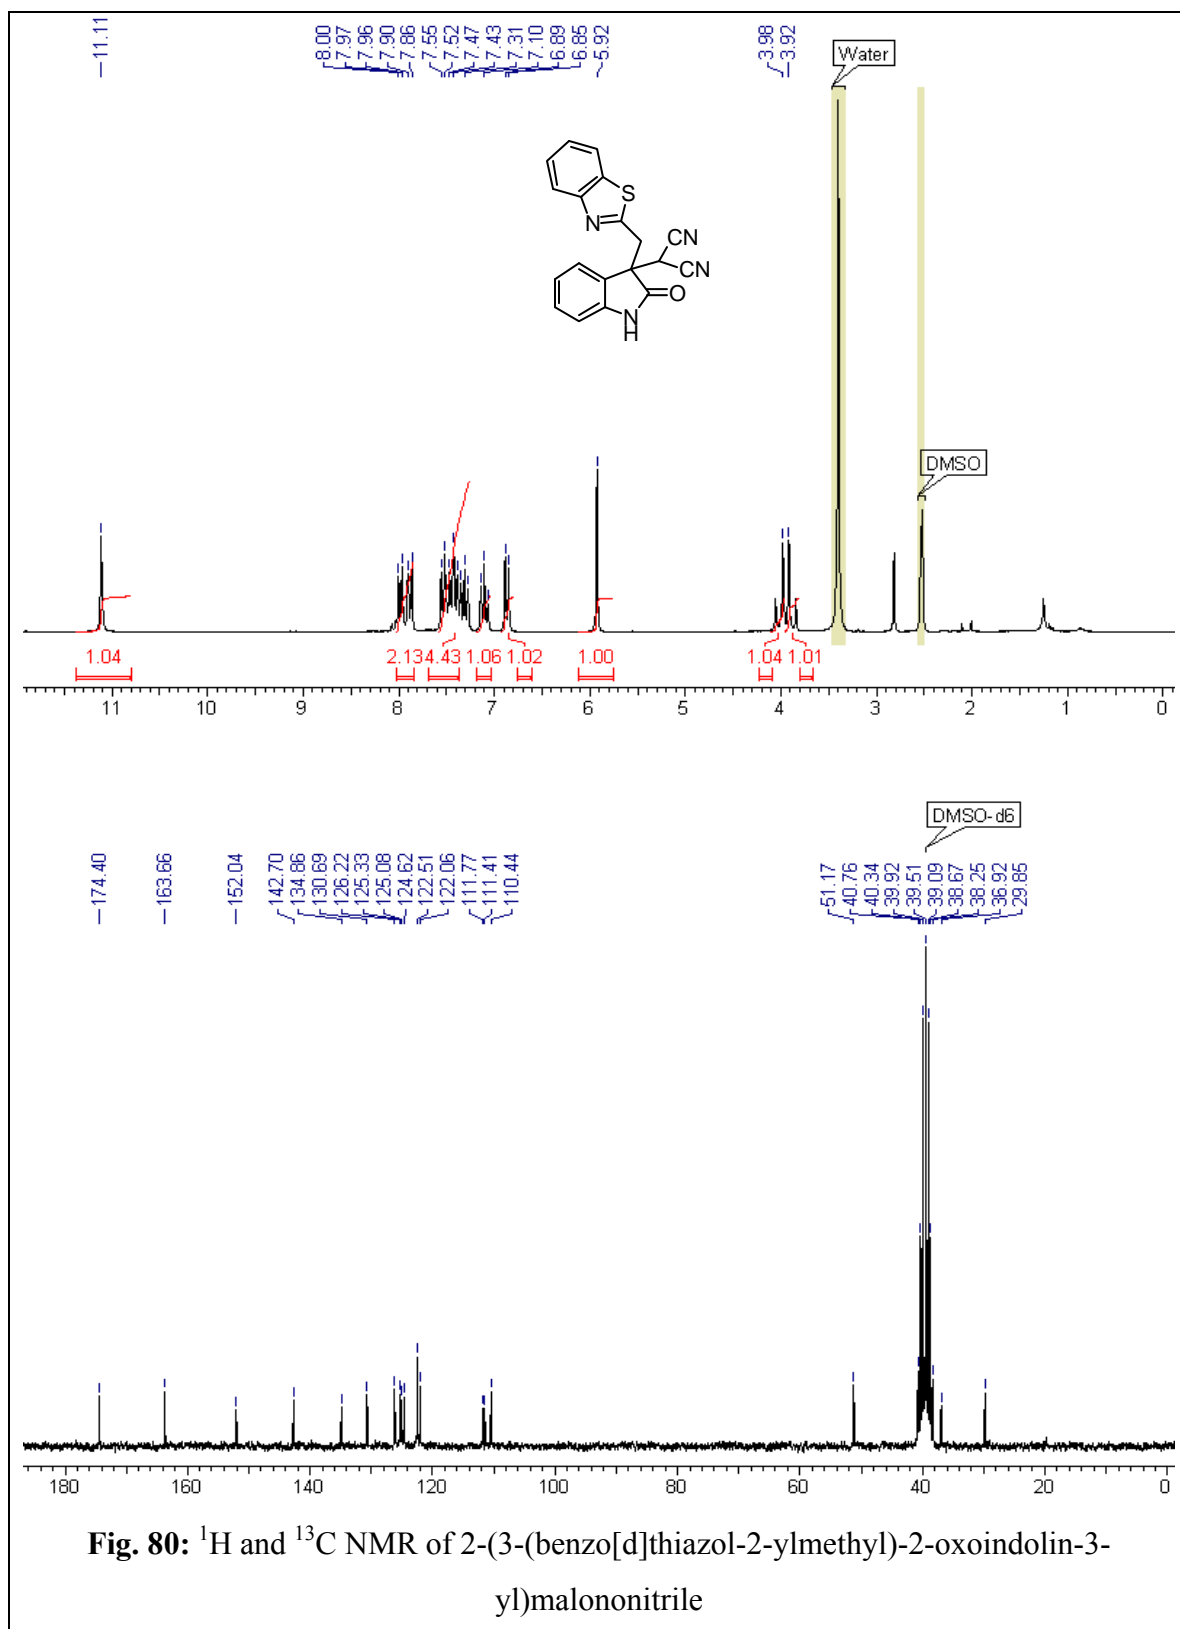 11.11
8.00
7.97
7.96
7.90
7.86
7.55
7.52
7.47
7.43
7.31
7.10
6.89
6.85
5.92
3.98
3.92
Water
S
N
CN
CN
O
N
H
DMSO
1.04 2.13 4.43 1.06 1.02 1.00 1.04 1.01
11 10 9 8 7 6 5 4 3 2 1 0
DMSO-d6
174.40
163.66
152.04
142.70
134.86
130.69
126.22
125.33
125.08
124.62
122.51
122.06
111.77
111.41
110.44
51.17
40.76
40.34
39.92
39.51
39.09
38.67
38.25
36.92
29.85
180 160 140 120 100 80 60 40 20 0
Fig. 80: ¹H and ¹³C NMR of 2-(3-(benzo[d]thiazol-2-ylmethyl)-2-oxoindolin-3-
yl)malononitrile